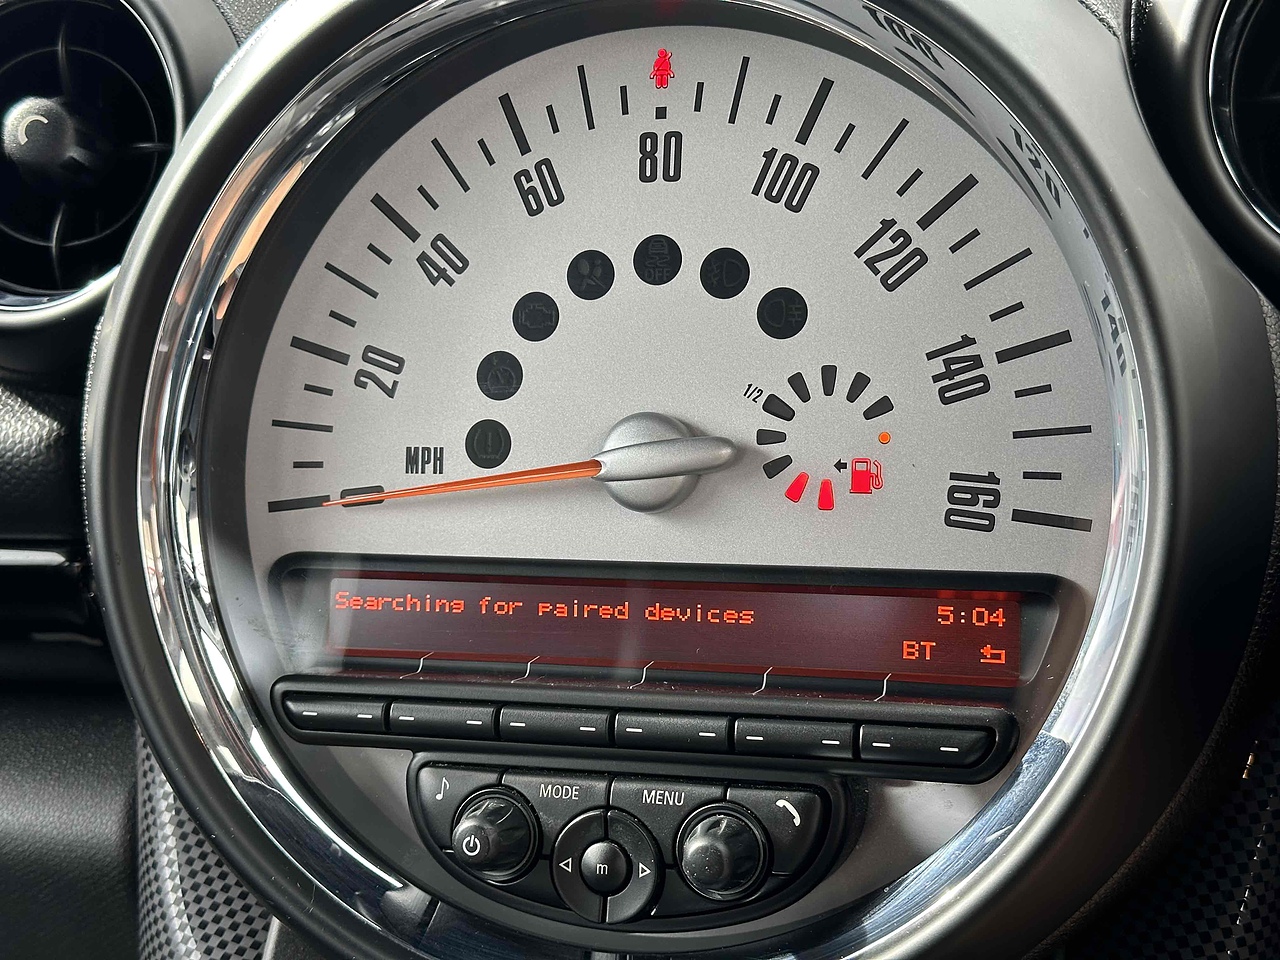 80
60
100
40
120
20
140
1/2
MPH
160
OFF
Searching for paired devices
5:04
BT
MODE
MENU
m